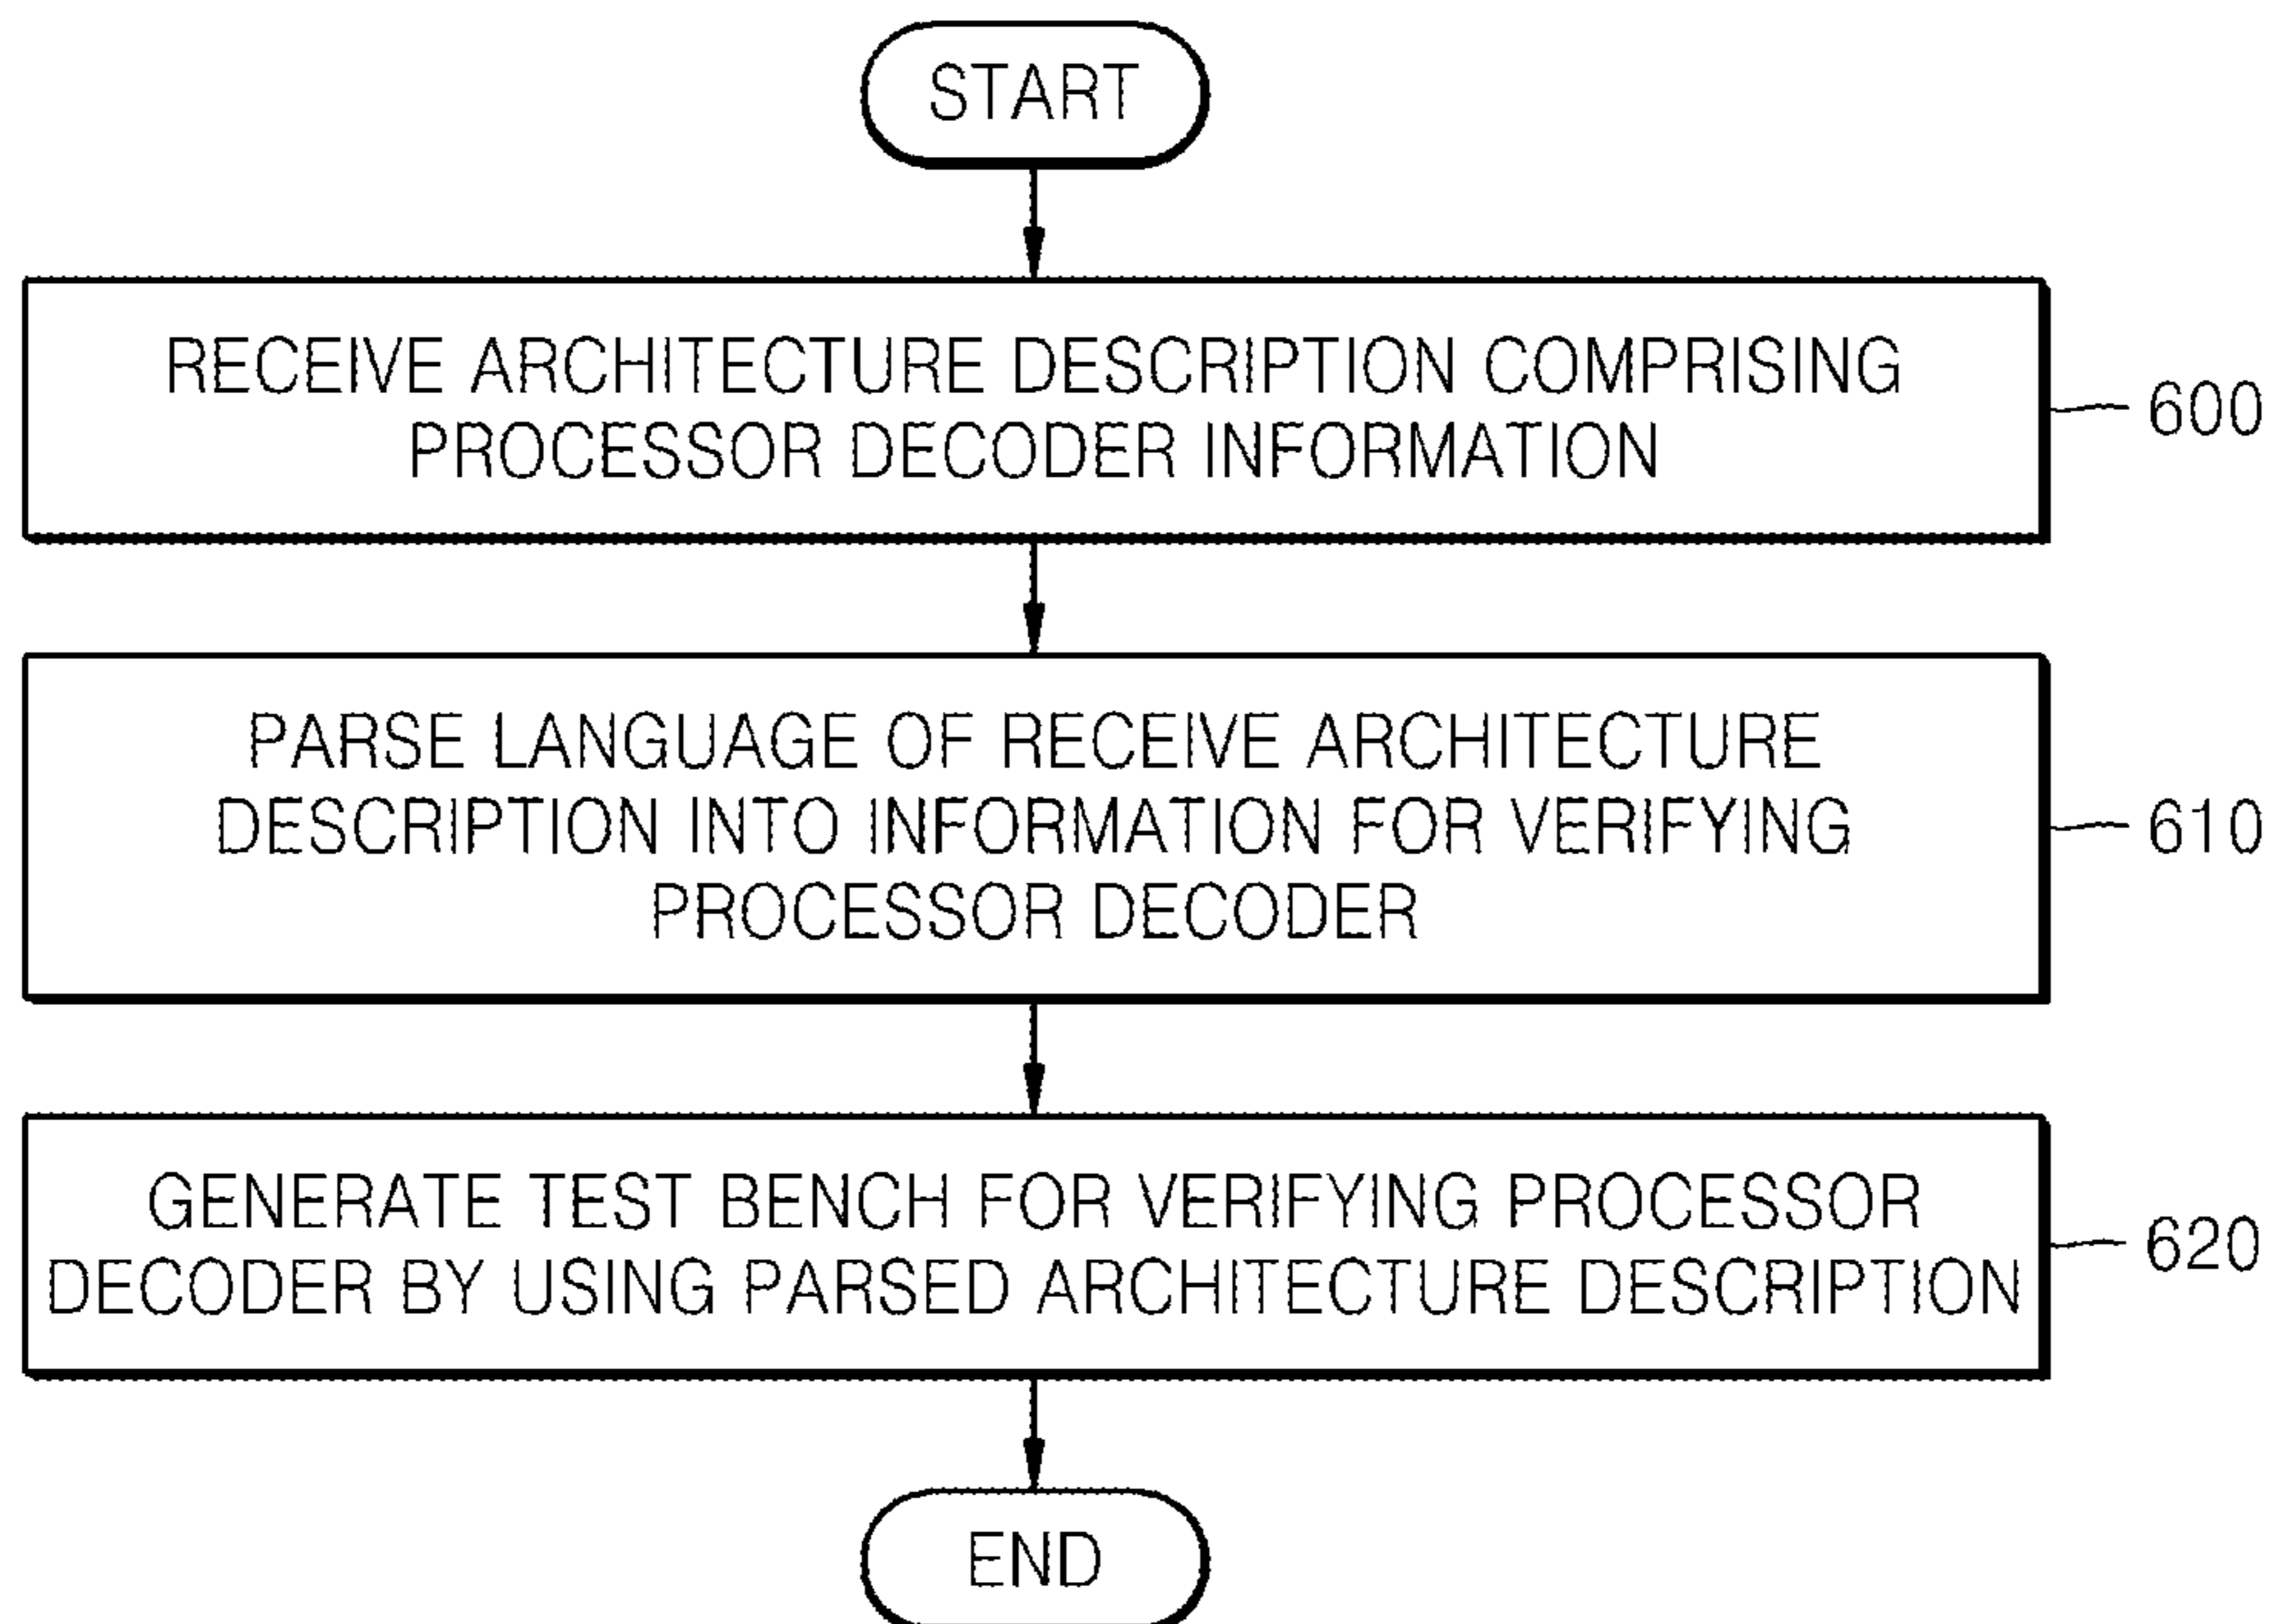 START
RECEIVE ARCHITECTURE DESCRIPTION COMPRISING
PROCESSOR DECODER INFORMATION
600
PARSE LANGUAGE OF RECEIVE ARCHITECTURE
DESCRIPTION INTO INFORMATION FOR VERIFYING
PROCESSOR DECODER
610
GENERATE TEST BENCH FOR VERIFYING PROCESSOR
DECODER BY USING PARSED ARCHITECTURE DESCRIPTION
620
END